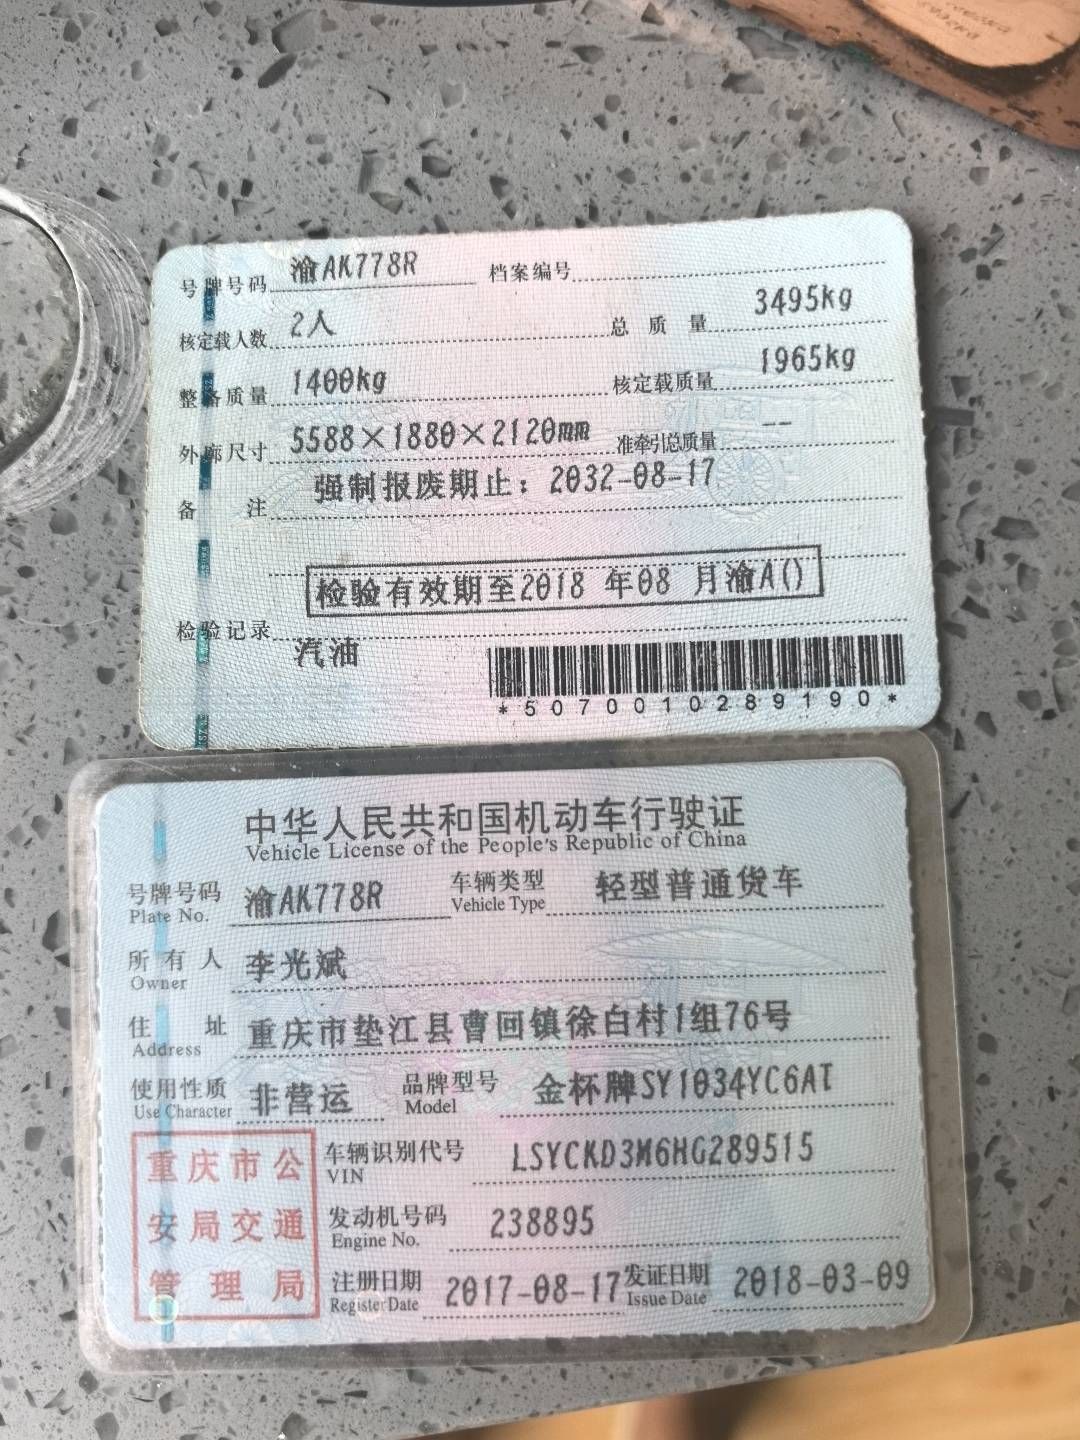 号牌号码 渝AK778R 档案编号
核定载人数 2人 总质量 3495kg
整备质量 1400kg 核定载质量 1965kg
外廓尺寸 5588×1880×2120mm 准牵引总质量 --
备注 强制报废期止：2032-08-17
检验有效期至2018 年08 月渝A()
检验记录
汽油
*5070010289190*
中华人民共和国机动车行驶证
Vehicle License of the People's Republic of China
号牌号码 渝AK778R 车辆类型 轻型普通货车
Plate No. Vehicle Type
所有人 李光斌
Owner
住址 重庆市垫江县曹回镇徐白村1组76号
Address
使用性质 非营运 品牌型号 金杯牌SY1034YC6AT
Use Character Model
重庆市公 车辆识别代号 LSYCKD3M6HG289515
VIN
安局交通 发动机号码 238895
Engine No.
管理局 注册日期 2017-08-17 发证日期 2018-03-09
Register Date Issue Date